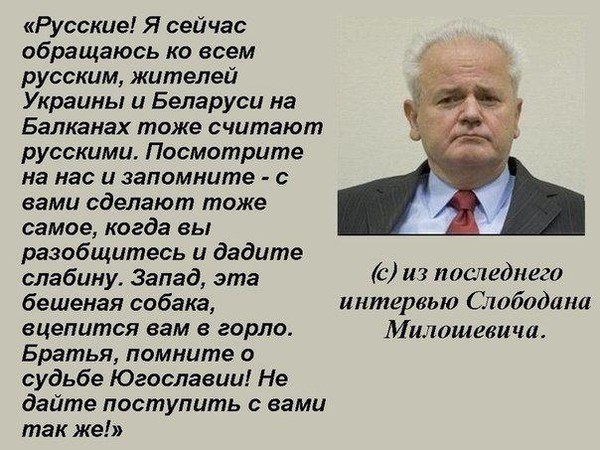 «Русские! Я сейчас
обращаюсь ко всем
русским, жителей
Украины и Беларуси на
Балканах тоже считают
русскими. Посмотрите
на нас и запомните - с
вами сделают тоже
самое, когда вы
разобщитесь и дадите
слабину. Запад, эта
бешеная собака,
вцепится вам в горло.
Братья, помните о
судьбе Югославии! Не
дайте поступить с вами
так же!»
(с) из последнего
интервью Слободана
Милошевича.